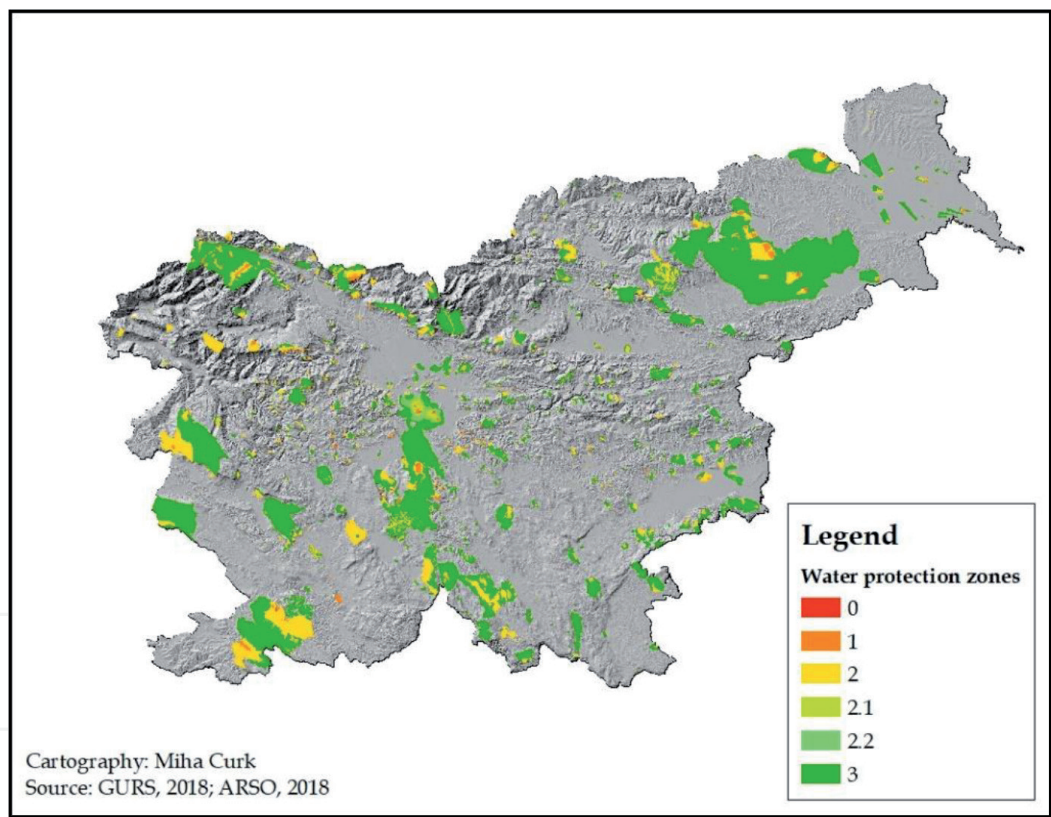 Legend
Water protection zones
0
1
2
2.1
2.2
3
Cartography: Miha Curk
Source: GURS, 2018; ARSO, 2018